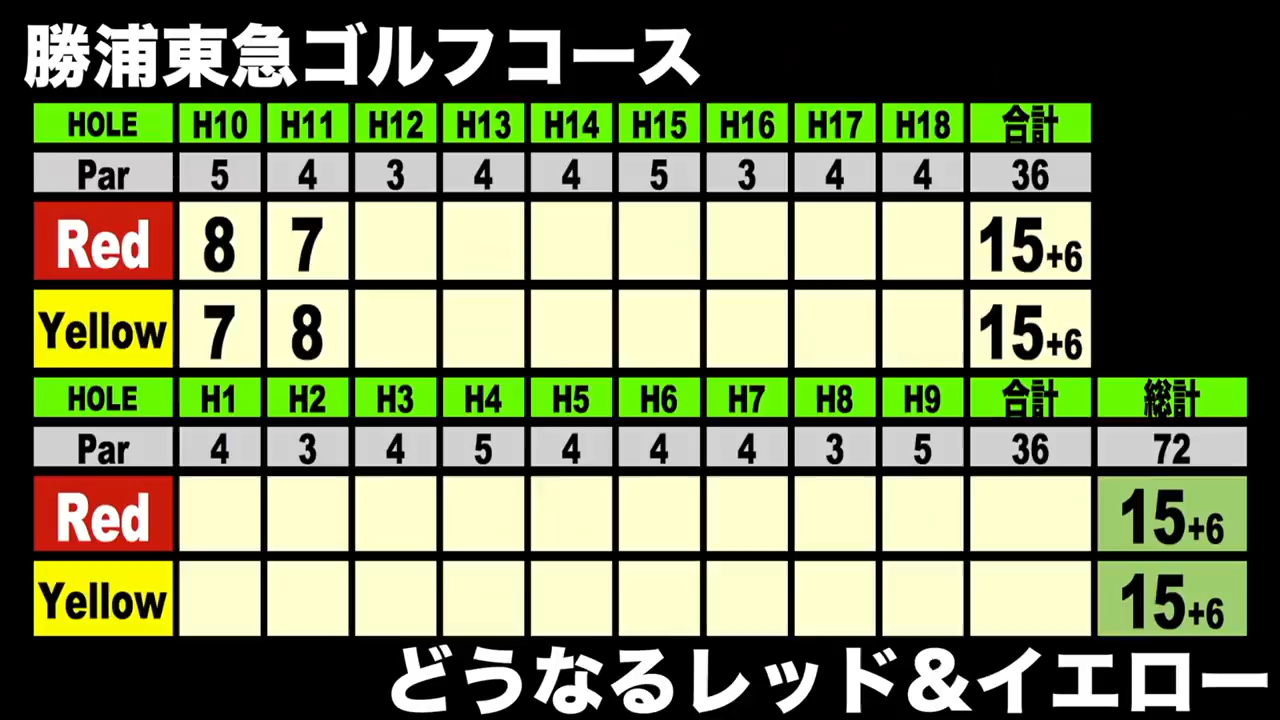 勝浦東急ゴルフコース
HOLE H10 H11 H12 H13 H14 H15 H16 H17 H18 合計
Par 5 4 3 4 4 5 3 4 4 36
Red 8 7 15+6
Yellow 7 8 15+6
HOLE H1 H2 H3 H4 H5 H6 H7 H8 H9 合計 総計
Par 4 3 4 5 4 4 4 3 5 36 72
Red 15+6
Yellow 15+6
どうなるレッド&イエロー